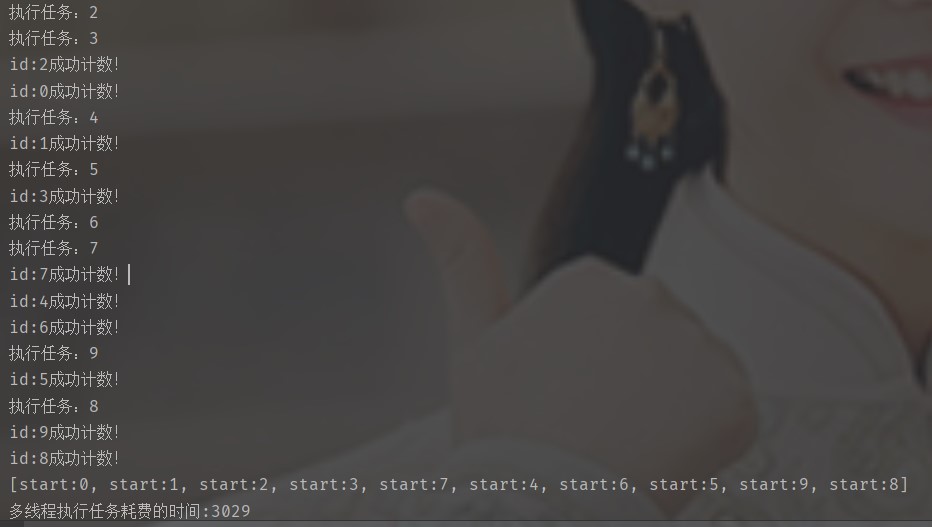 执行任务：2
执行任务：3
id:2成功计数!
id:0成功计数!
执行任务：4
id:1成功计数!
执行任务：5
id:3成功计数!
执行任务：6
执行任务：7
id:7成功计数!
id:4成功计数!
id:6成功计数!
执行任务：9
id:5成功计数!
执行任务：8
id:9成功计数!
id:8成功计数!
[start:0, start:1, start:2, start:3, start:7, start:4, start:6, start:5, start:9, start:8]
多线程执行任务耗费的时间:3029